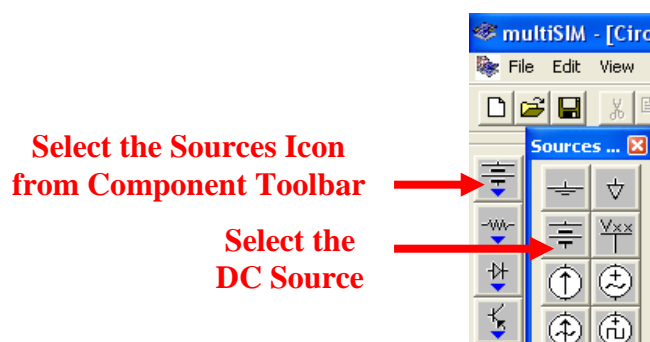 multiSIM - [Circ
File Edit View
Sources ...
Select the Sources Icon
from Component Toolbar
Vxx
Select the
DC Source